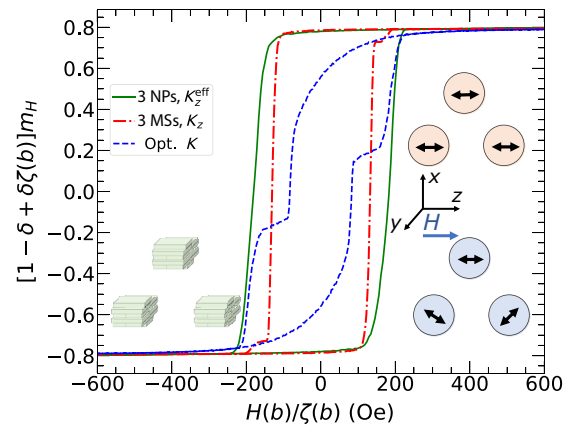 [1 − δ + δζ(b)]m_H
0.8
0.6
0.4
0.2
0.0
−0.2
−0.4
−0.6
−0.8
3 NPs, K_z^eff
3 MSs, K_z
Opt. K
x
z
y
H
−600 −400 −200 0 200 400 600
H(b)/ζ(b) (Oe)